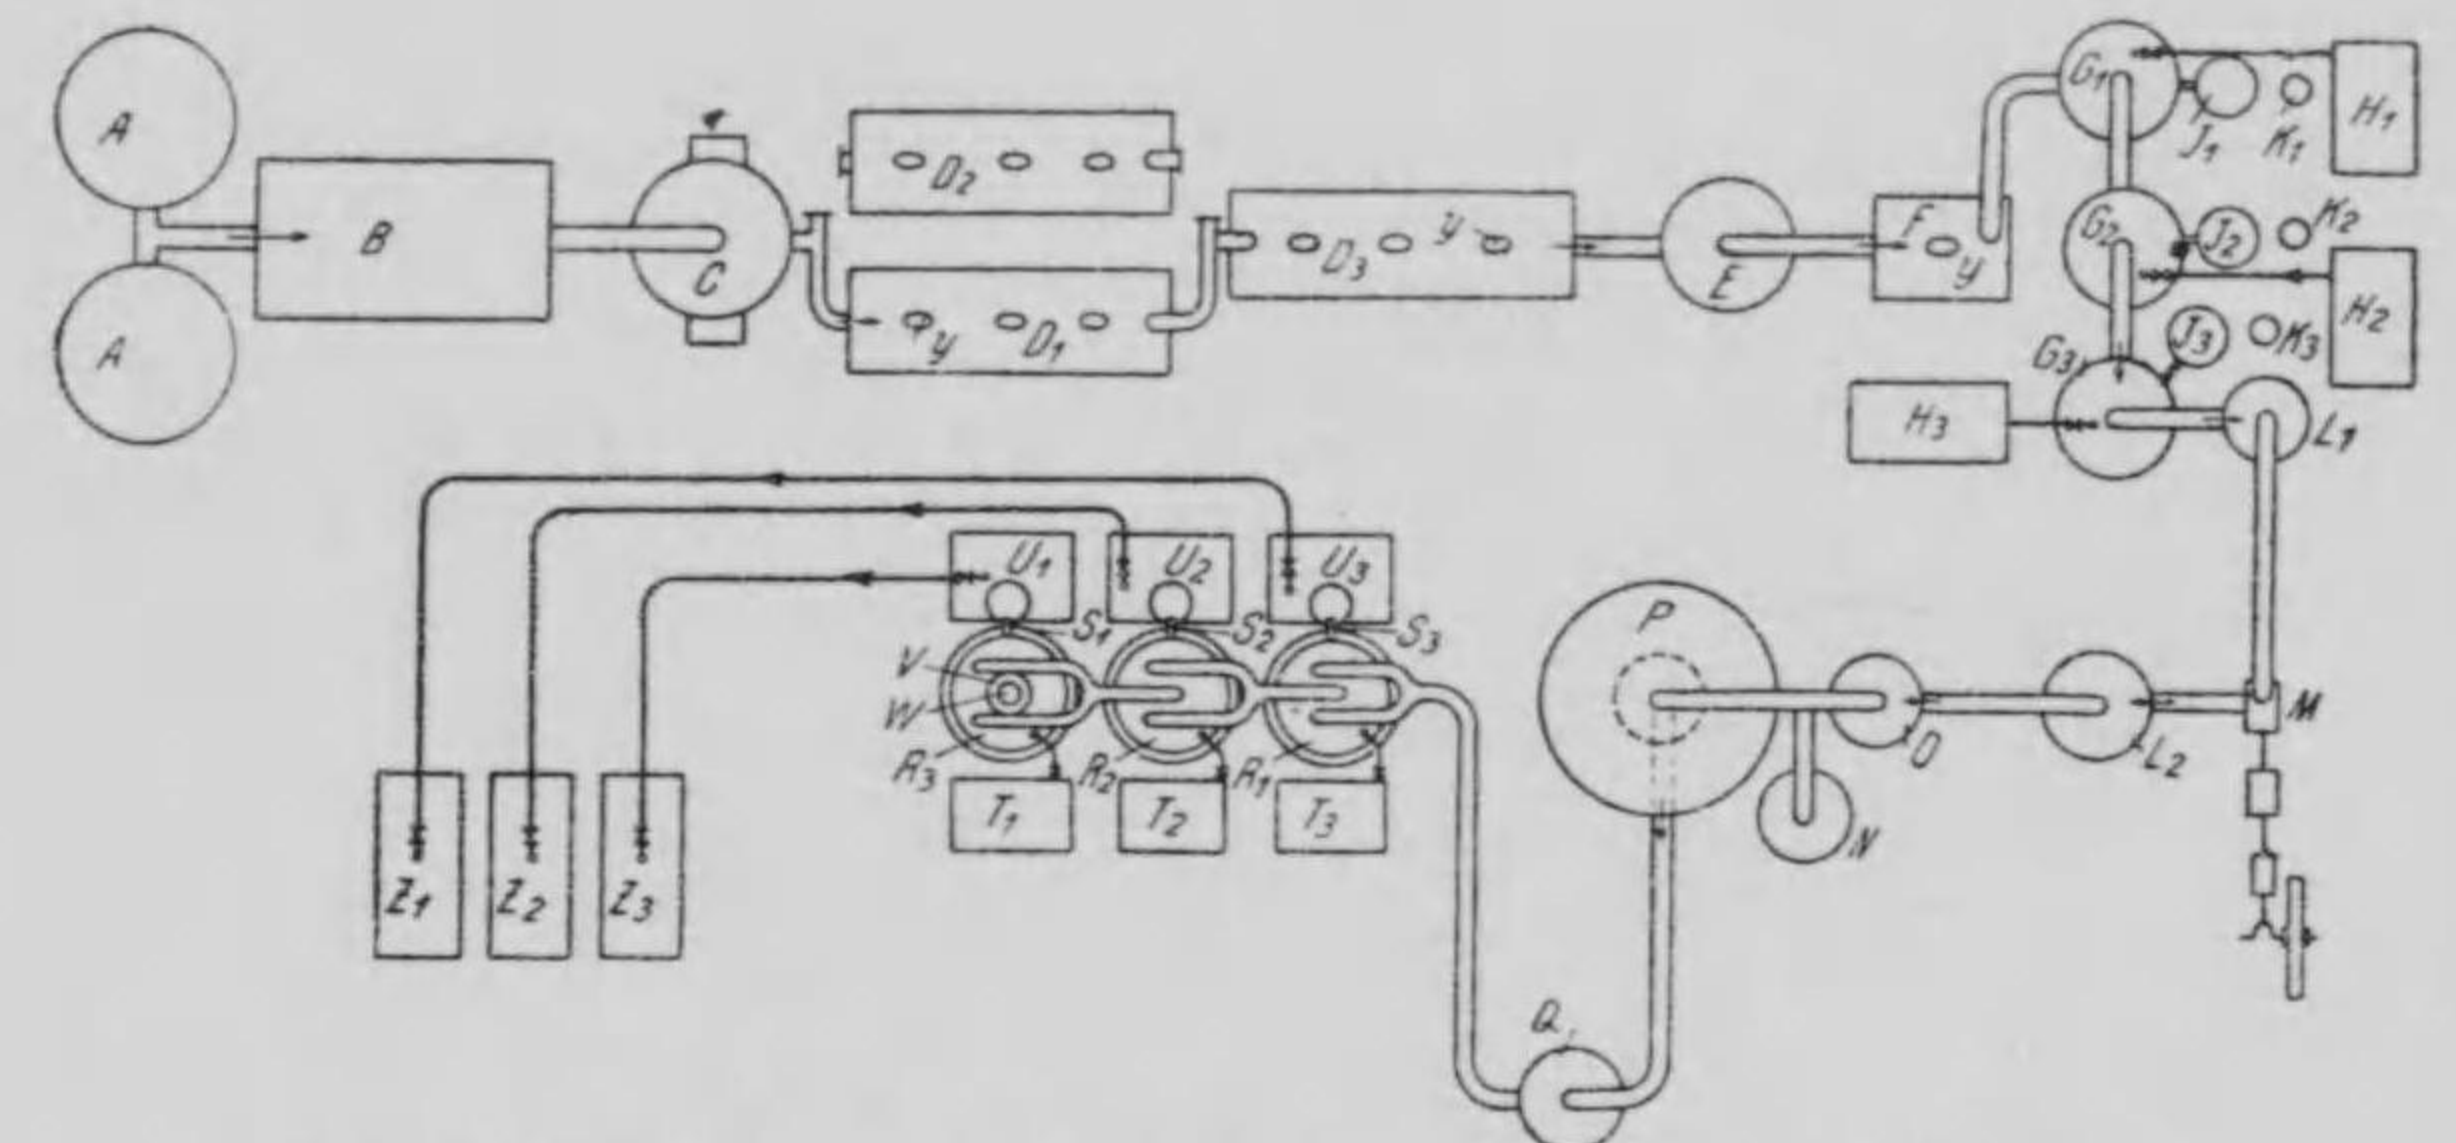 A
A
B
C
D2
y
D1
D3
y
E
F
y
G1
J1
K1
H1
G2
J2
K2
H2
G3
J3
K3
H3
L1
U1
U2
U3
S1
S2
S3
V
W
R3
R2
R1
T1
T2
T3
Z1
Z2
Z3
P
O
L2
M
N
Q